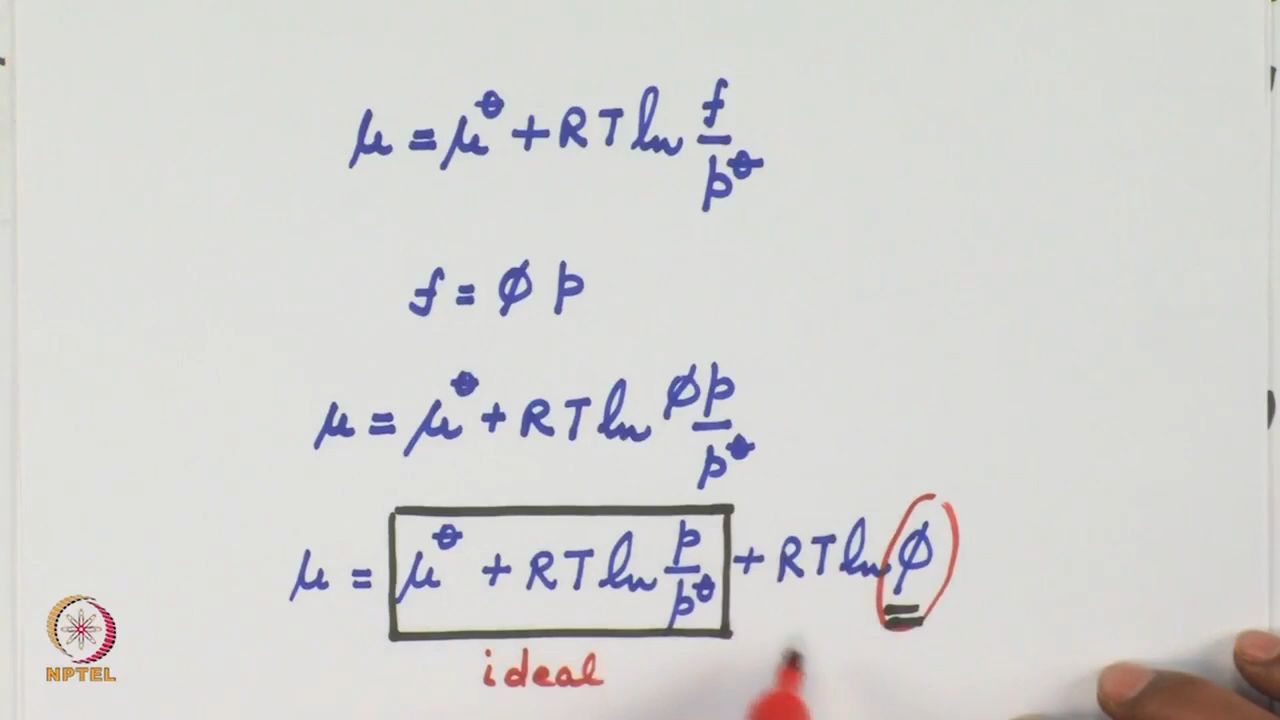 μ = μ^⦵ + RT ln f/p^⦵
f = φ p
μ = μ^⦵ + RT ln φp/p^⦵
μ = μ^⦵ + RT ln p/p^⦵ + RT ln φ
ideal
NPTEL